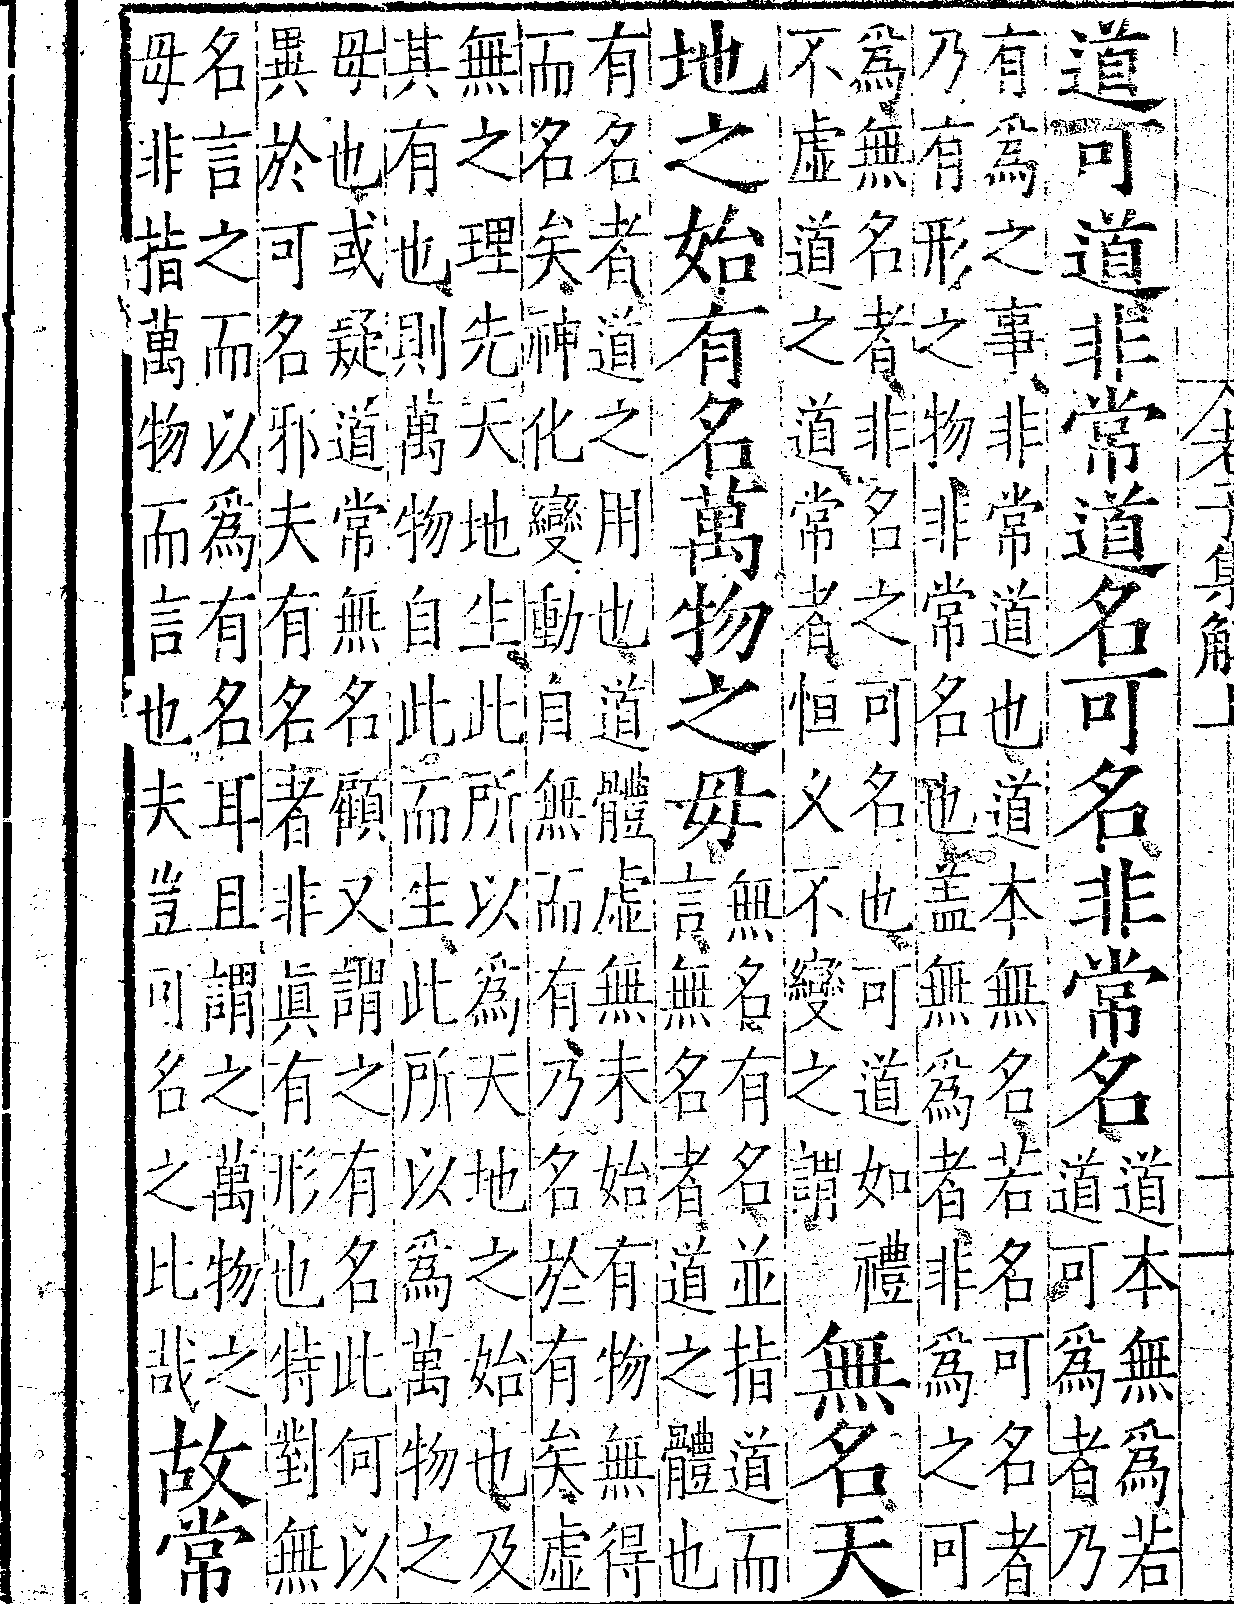 老子集解上 一
道可道非常道名可名非常名
道本無爲若
道可爲者乃
有爲之事非常道也道本無名若名可名者
乃有形之物非常名也盖無爲者非爲之可
爲無名者非名之可名也可道如禮
不虛道之道常者恒久不變之謂
無名天
地之始有名萬物之毋
無名有名並指道而
言無名者道之體也
有名者道之用也道體虛無未始有物無得
而名矣神化變動自無而有乃名於有矣虛
無之理先天地生此所以爲天地之始也及
其有也則萬物自此而生此所以爲萬物之
毋也或疑道常無名顧又謂之有名此何以
異於可名邪夫有名者非眞有形也特對無
名言之而以爲有名耳且謂之萬物之
毋非指萬物而言也夫豈可名之比哉
故常